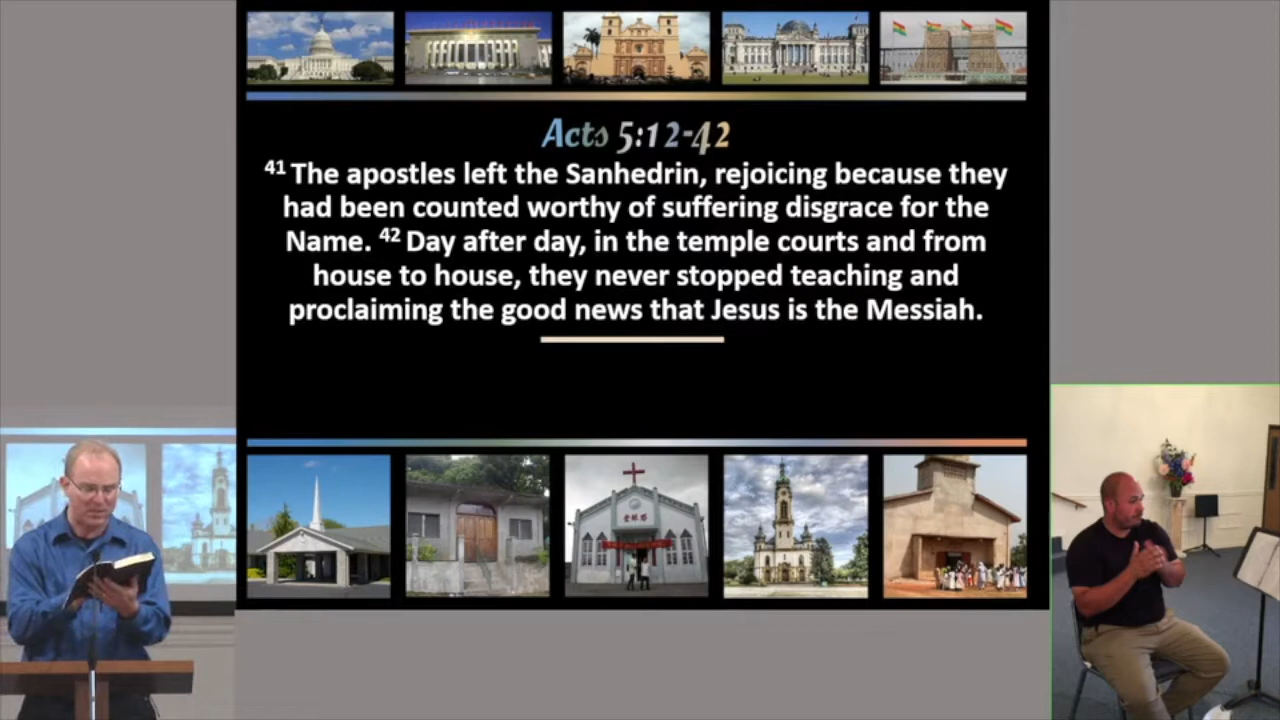 Acts 5:12-42
41 The apostles left the Sanhedrin, rejoicing because they
had been counted worthy of suffering disgrace for the
Name. 42 Day after day, in the temple courts and from
house to house, they never stopped teaching and
proclaiming the good news that Jesus is the Messiah.